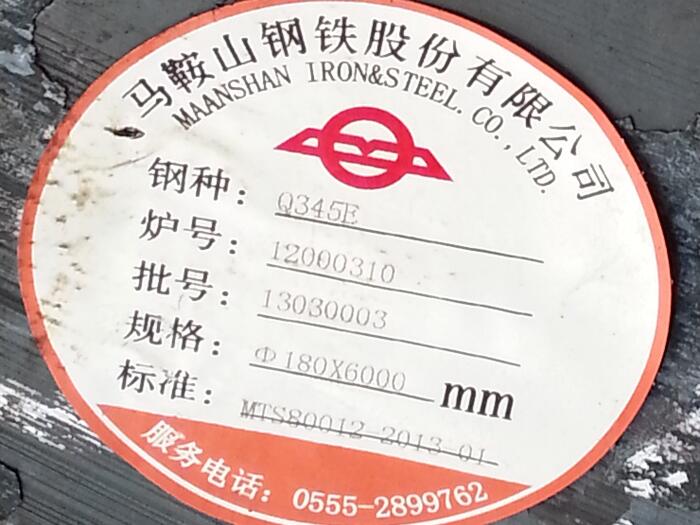 马鞍山钢铁股份有限公司
MAANSHAN IRON&STEEL.CO.,LTD.
钢种: Q345E
炉号: 12000310
批号: 13030003
规格: Φ180X6000 mm
标准: MTS80012-2013-01
服务电话: 0555-2899762